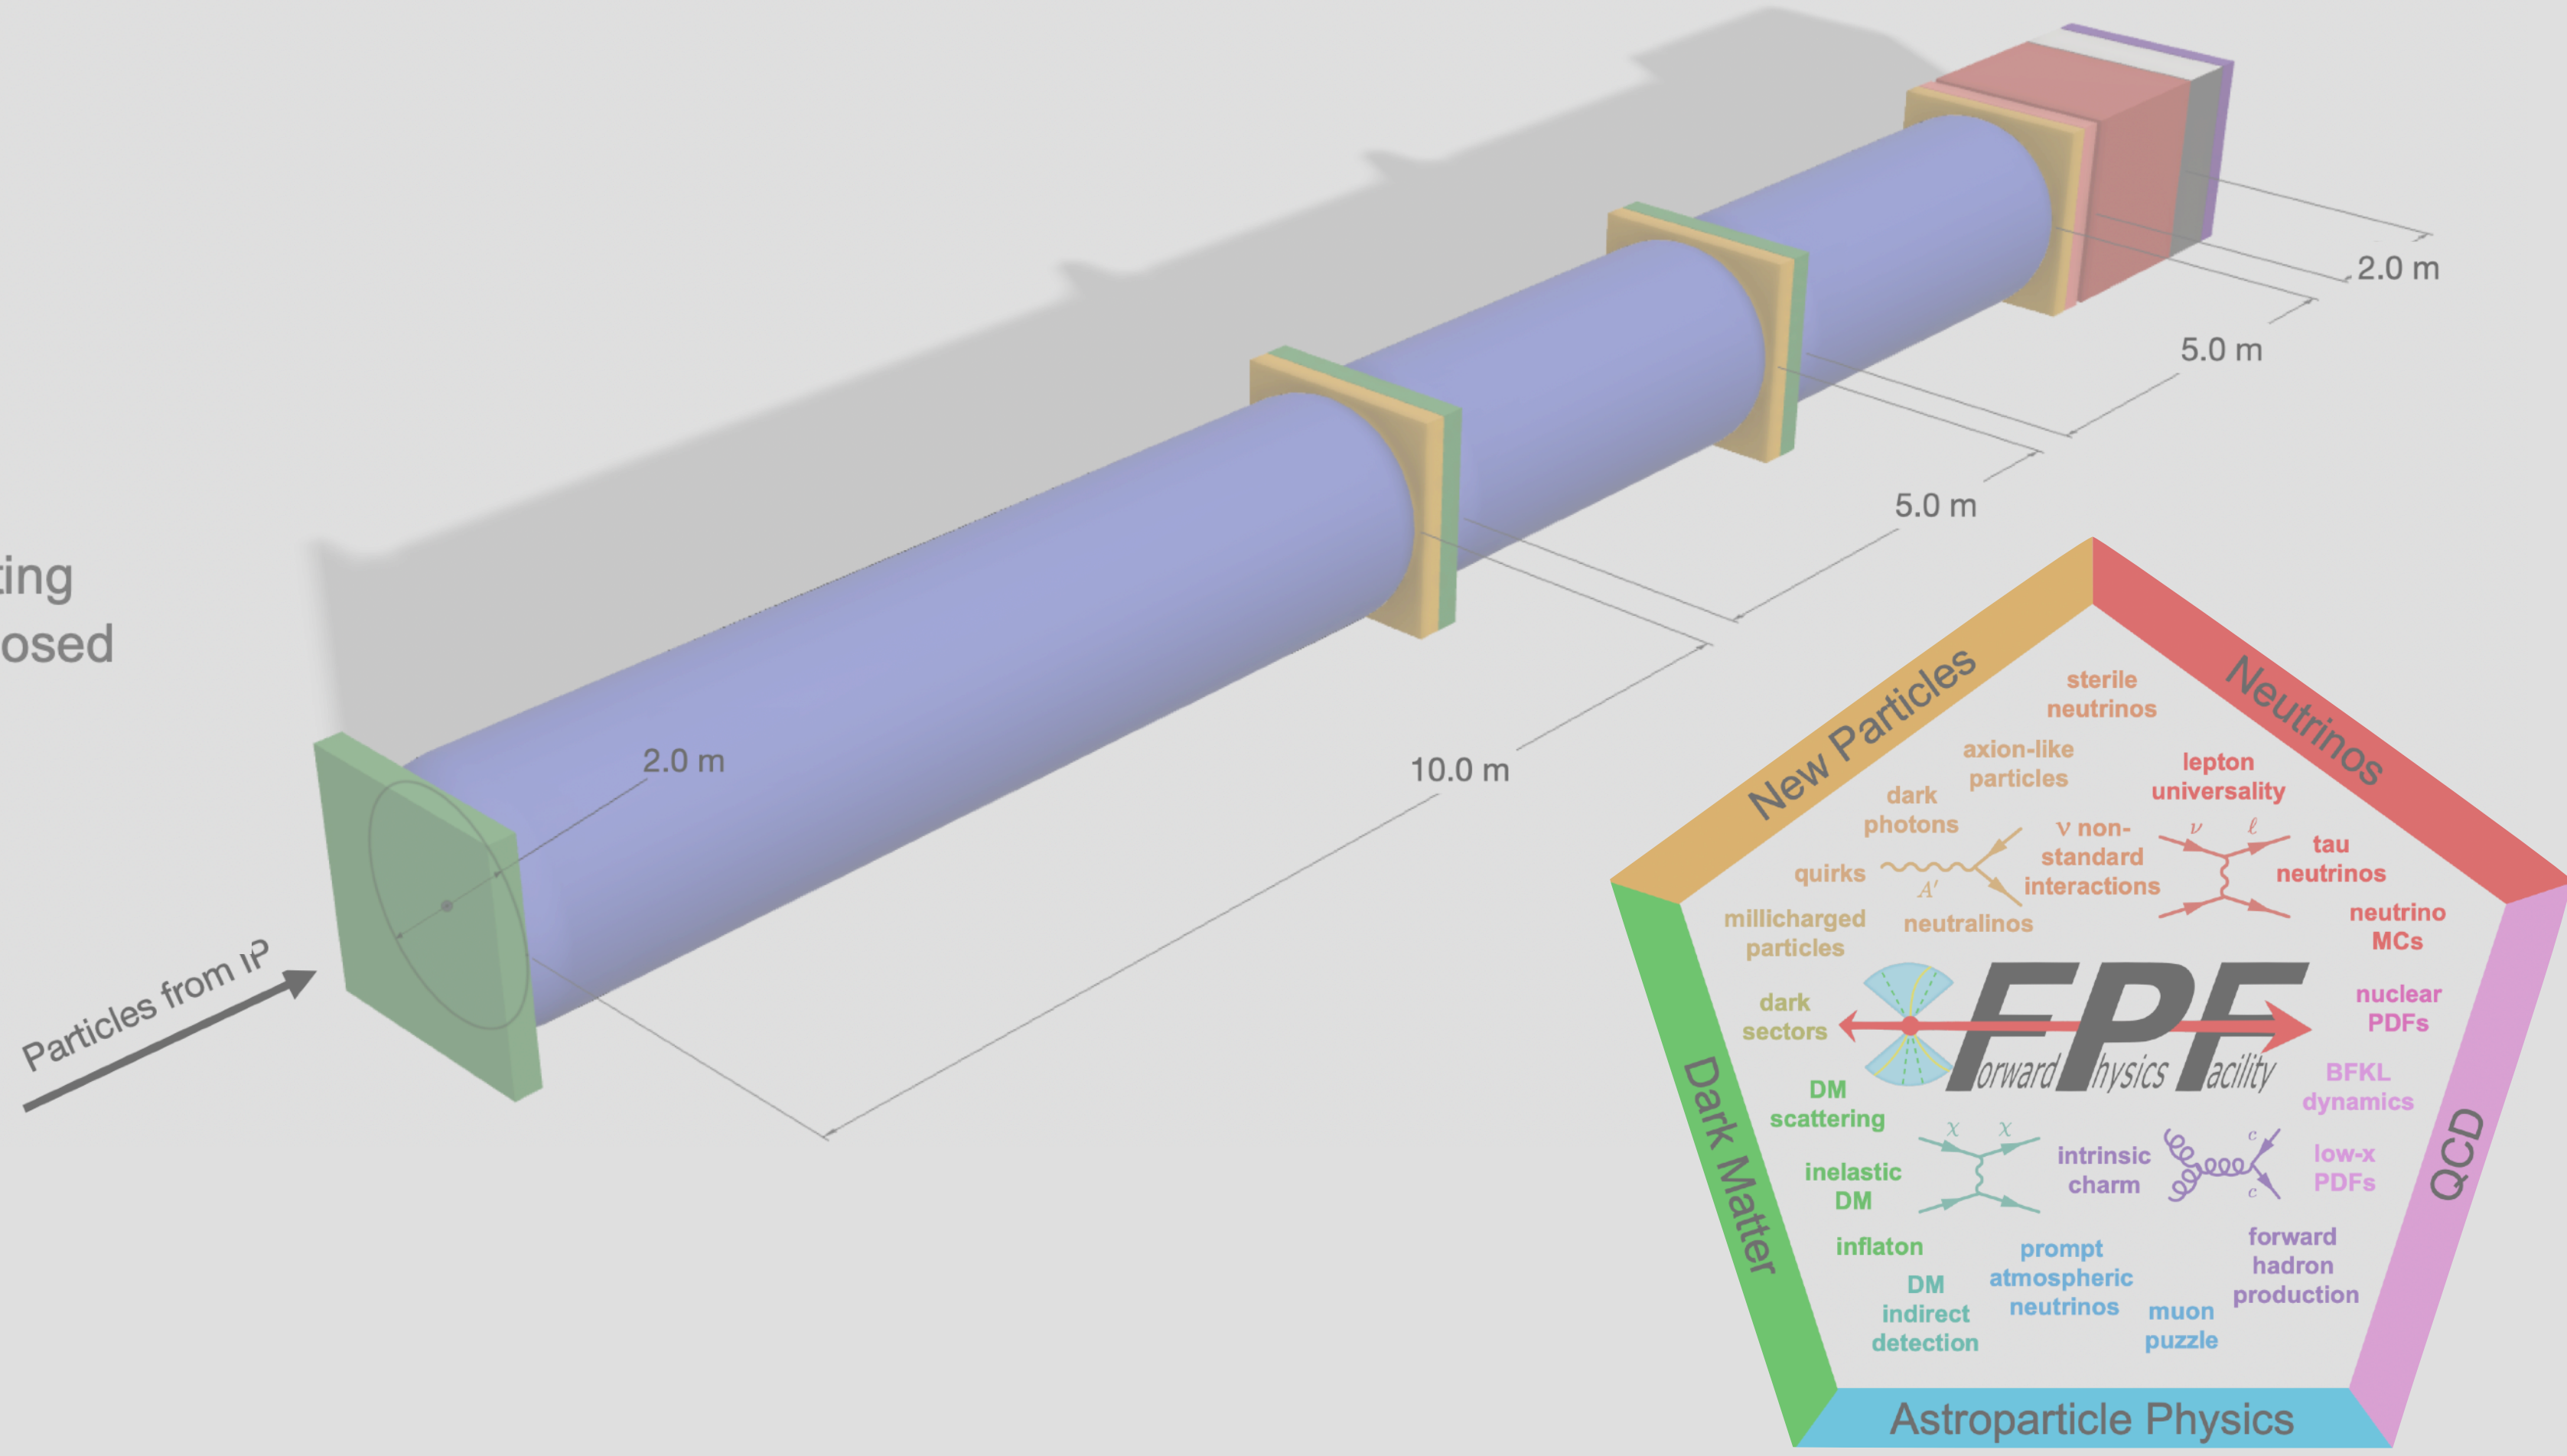 ting
osed
Particles from IP
2.0 m
10.0 m
5.0 m
5.0 m
2.0 m
New Particles
Neutrinos
sterile
neutrinos
axion-like
particles
lepton
universality
dark
photons
ν non-
standard
interactions
ν
ℓ
tau
neutrinos
quirks
A′
neutralinos
millicharged
particles
neutrino
MCs
dark
sectors
FPF
Forward Physics Facility
nuclear
PDFs
DM
scattering
BFKL
dynamics
Dark Matter
QCD
χ
χ
inelastic
DM
intrinsic
charm
c
c
low-x
PDFs
inflaton
prompt
atmospheric
neutrinos
forward
hadron
production
DM
indirect
detection
muon
puzzle
Astroparticle Physics